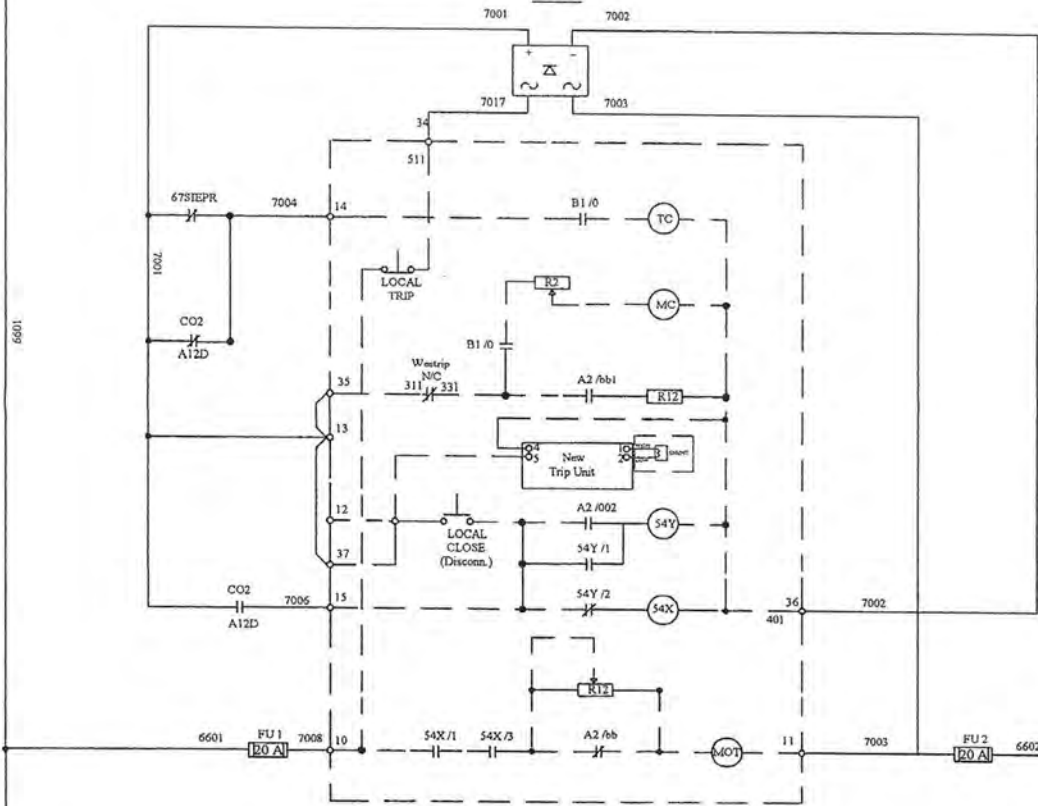 7001
7002
+
-
7017
7003
34
511
67SIEPR
7004
14
B1 /0
TC
7001
LOCAL
TRIP
R2
MC
6601
CO2
A12D
B1 /0
Westrip
N/C
35
311
331
A2 /bb1
R12
13
4
5
New
Trip Unit
1
2
12
A2 /002
54Y
LOCAL
CLOSE
(Disconn.)
54Y /1
37
CO2
7006
15
A12D
54Y /2
54X
36
401
7002
R12
6601
FU 1
20 A
7008
10
54X /1
54X /3
A2 /bb
MOT
11
7003
FU 2
20 A
6602